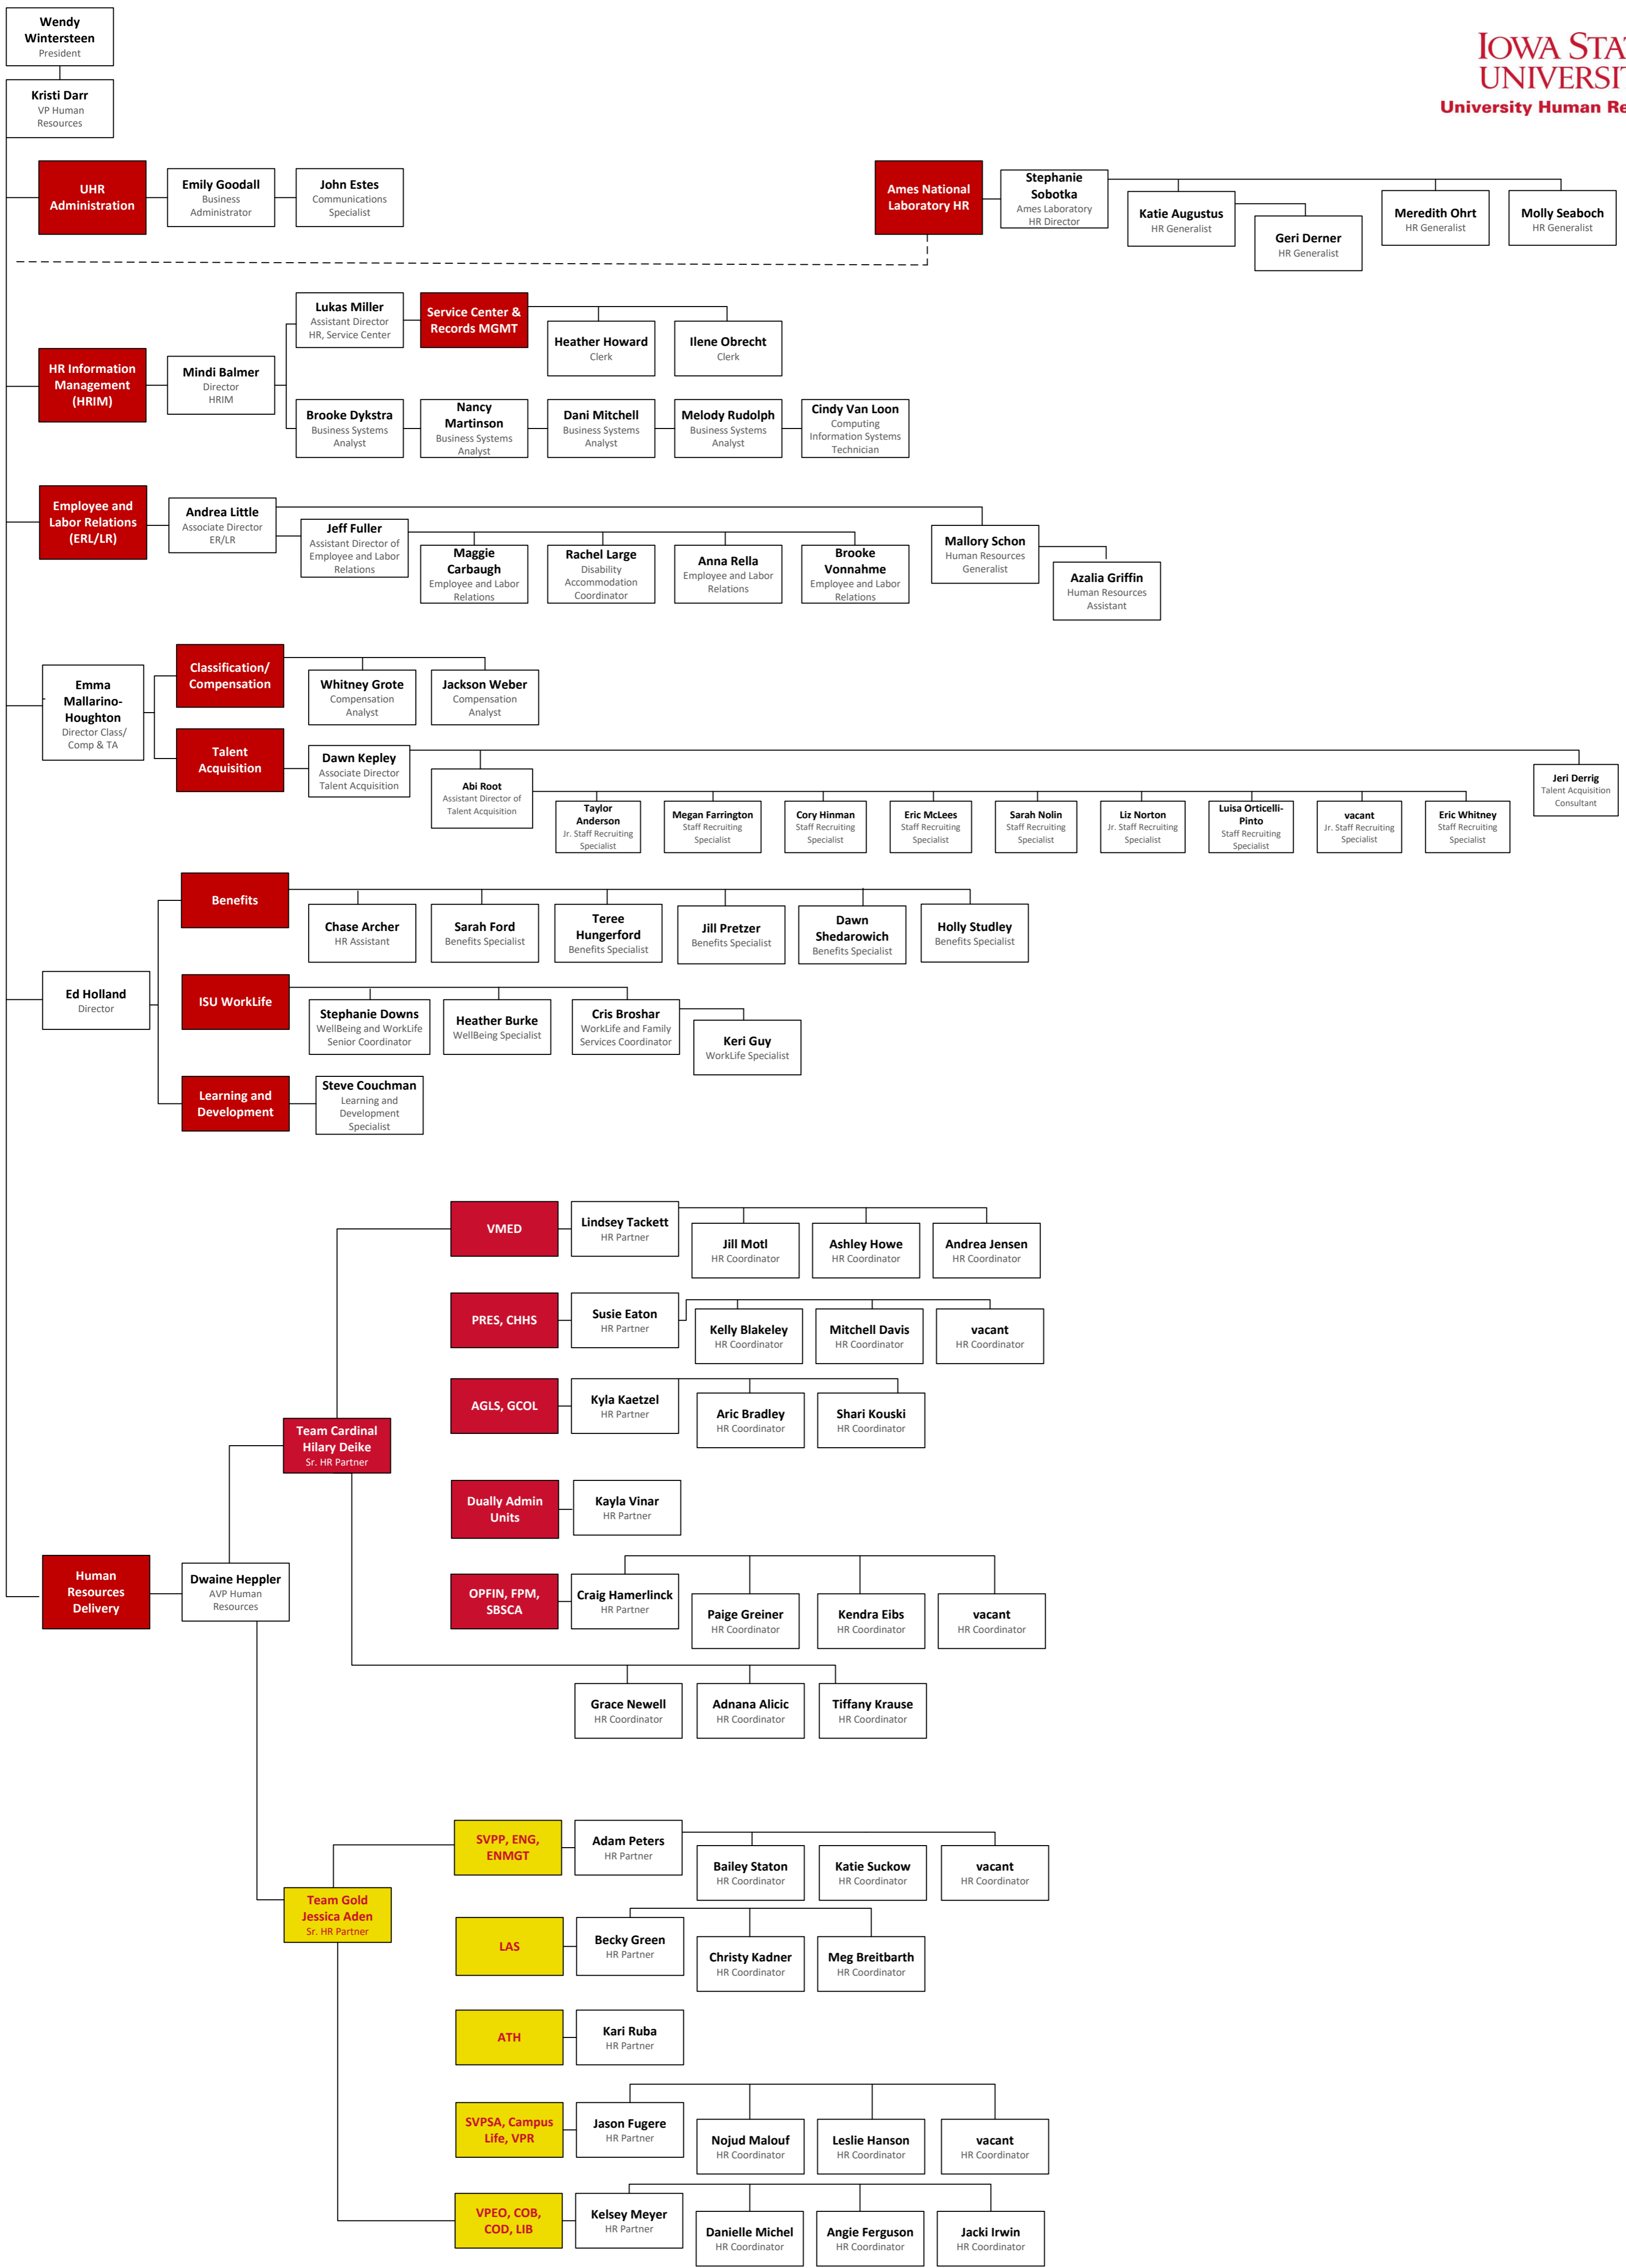 Wendy
Wintersteen
President
IOWA STA
UNIVERSI
University Human Re
Kristi Darr
VP Human
Resources
UHR
Administration
Emily Goodall
Business
Administrator
John Estes
Communications
Specialist
Ames National
Laboratory HR
Stephanie
Sobotka
Ames Laboratory
HR Director
Katie Augustus
HR Generalist
Geri Derner
HR Generalist
Meredith Ohrt
HR Generalist
Molly Seaboch
HR Generalist
HR Information
Management
(HRIM)
Mindi Balmer
Director
HRIM
Lukas Miller
Assistant Director
HR, Service Center
Service Center &
Records MGMT
Heather Howard
Clerk
Ilene Obrecht
Clerk
Brooke Dykstra
Business Systems
Analyst
Nancy
Martinson
Business Systems
Analyst
Dani Mitchell
Business Systems
Analyst
Melody Rudolph
Business Systems
Analyst
Cindy Van Loon
Computing
Information Systems
Technician
Employee and
Labor Relations
(ERL/LR)
Andrea Little
Associate Director
ER/LR
Jeff Fuller
Assistant Director of
Employee and Labor
Relations
Maggie
Carbaugh
Employee and Labor
Relations
Rachel Large
Disability
Accommodation
Coordinator
Anna Rella
Employee and Labor
Relations
Brooke
Vonnahme
Employee and Labor
Relations
Mallory Schon
Human Resources
Generalist
Azalia Griffin
Human Resources
Assistant
Emma
Mallarino-
Houghton
Director Class/
Comp & TA
Classification/
Compensation
Whitney Grote
Compensation
Analyst
Jackson Weber
Compensation
Analyst
Talent
Acquisition
Dawn Kepley
Associate Director
Talent Acquisition
Abi Root
Assistant Director of
Talent Acquisition
Taylor
Anderson
Jr. Staff Recruiting
Specialist
Megan Farrington
Staff Recruiting
Specialist
Cory Hinman
Staff Recruiting
Specialist
Eric McLees
Staff Recruiting
Specialist
Sarah Nolin
Staff Recruiting
Specialist
Liz Norton
Jr. Staff Recruiting
Specialist
Luisa Orticelli-
Pinto
Staff Recruiting
Specialist
vacant
Jr. Staff Recruiting
Specialist
Eric Whitney
Staff Recruiting
Specialist
Jeri Derrig
Talent Acquisition
Consultant
Ed Holland
Director
Benefits
Chase Archer
HR Assistant
Sarah Ford
Benefits Specialist
Teree
Hungerford
Benefits Specialist
Jill Pretzer
Benefits Specialist
Dawn
Shedarowich
Benefits Specialist
Holly Studley
Benefits Specialist
ISU WorkLife
Stephanie Downs
WellBeing and WorkLife
Senior Coordinator
Heather Burke
WellBeing Specialist
Cris Broshar
WorkLife and Family
Services Coordinator
Keri Guy
WorkLife Specialist
Learning and
Development
Steve Couchman
Learning and
Development
Specialist
Human
Resources
Delivery
Dwaine Heppler
AVP Human
Resources
Team Cardinal
Hilary Deike
Sr. HR Partner
VMED
Lindsey Tackett
HR Partner
Jill Motl
HR Coordinator
Ashley Howe
HR Coordinator
Andrea Jensen
HR Coordinator
PRES, CHHS
Susie Eaton
HR Partner
Kelly Blakeley
HR Coordinator
Mitchell Davis
HR Coordinator
vacant
HR Coordinator
AGLS, GCOL
Kyla Kaetzel
HR Partner
Aric Bradley
HR Coordinator
Shari Kouski
HR Coordinator
Dually Admin
Units
Kayla Vinar
HR Partner
OPFIN, FPM,
SBSCA
Craig Hamerlinck
HR Partner
Paige Greiner
HR Coordinator
Kendra Eibs
HR Coordinator
vacant
HR Coordinator
Grace Newell
HR Coordinator
Adnana Alicic
HR Coordinator
Tiffany Krause
HR Coordinator
Team Gold
Jessica Aden
Sr. HR Partner
SVPP, ENG,
ENMGT
Adam Peters
HR Partner
Bailey Staton
HR Coordinator
Katie Suckow
HR Coordinator
vacant
HR Coordinator
LAS
Becky Green
HR Partner
Christy Kadner
HR Coordinator
Meg Breitbarth
HR Coordinator
ATH
Kari Ruba
HR Partner
SVPSA, Campus
Life, VPR
Jason Fugere
HR Partner
Nojud Malouf
HR Coordinator
Leslie Hanson
HR Coordinator
vacant
HR Coordinator
VPEO, COB,
COD, LIB
Kelsey Meyer
HR Partner
Danielle Michel
HR Coordinator
Angie Ferguson
HR Coordinator
Jacki Irwin
HR Coordinator